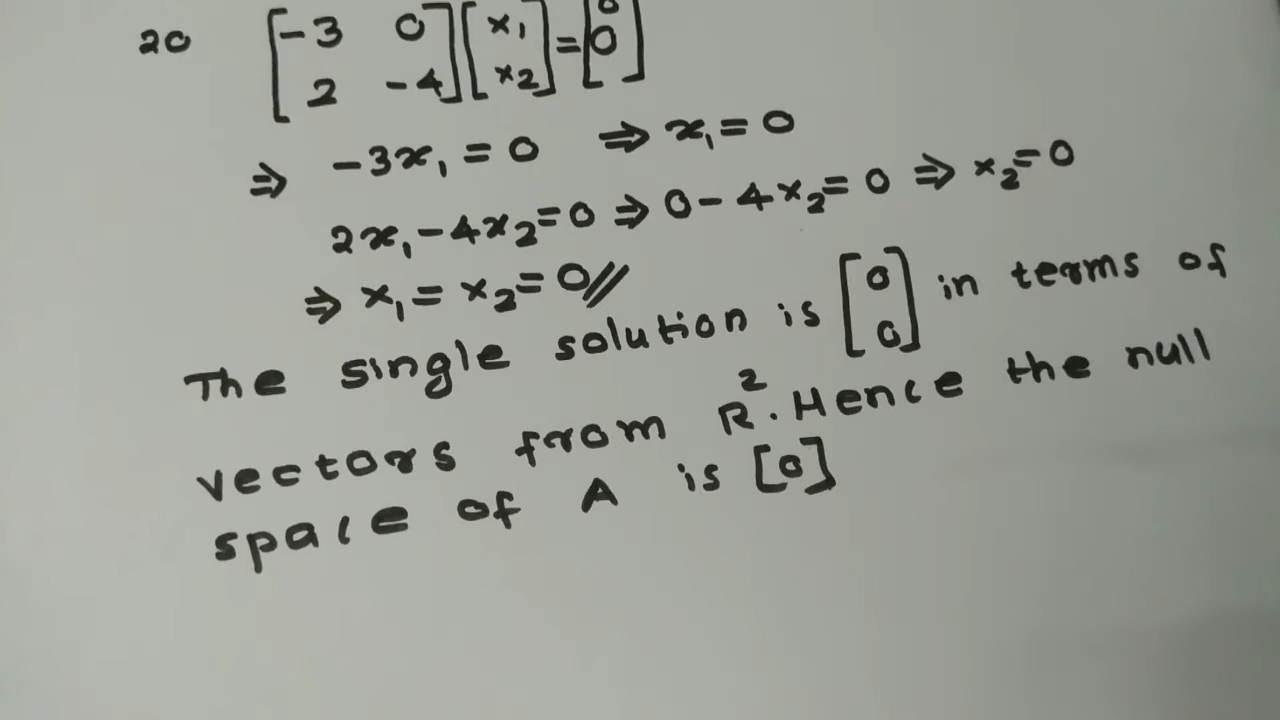 20 [-3 0 2 -4] [x₁ x₂] = [0 0]
⇒ -3x₁ = 0 ⇒ x₁ = 0
2x₁ - 4x₂ = 0 ⇒ 0 - 4x₂ = 0 ⇒ x₂ = 0
⇒ x₁ = x₂ = 0//
The single solution is [0 0] in terms of
vectors from R². Hence the null
space of A is [0]